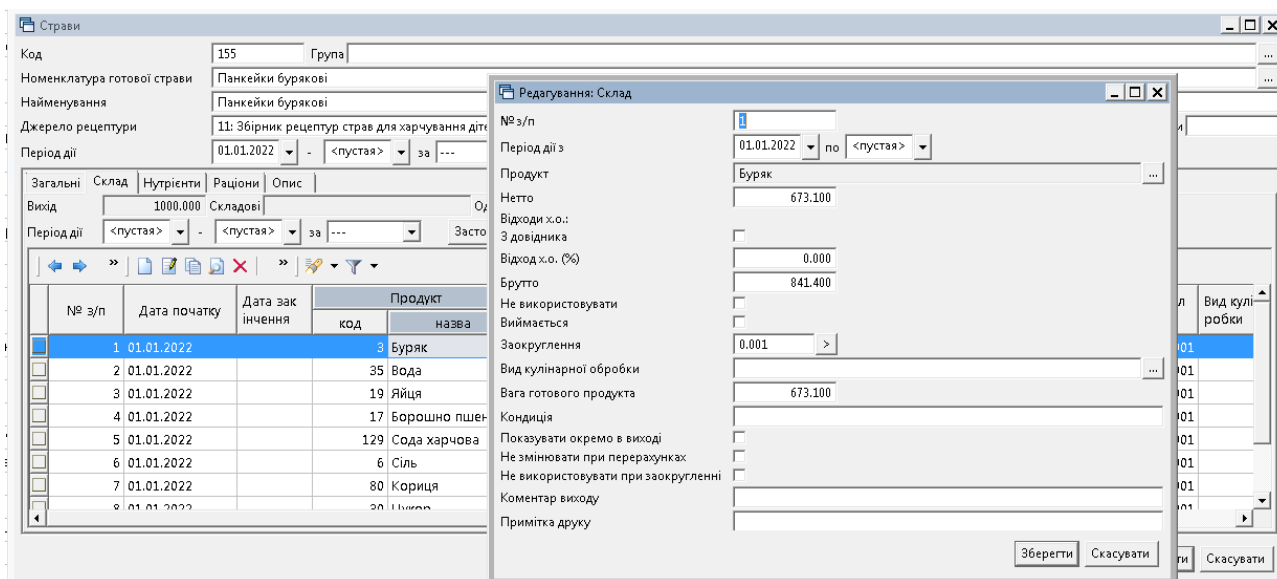 Страви
Код 155 Група ...
Номенклатура готової страви Панкейки бурякові ...
Найменування Панкейки бурякові
Джерело рецептури 11: Збірник рецептур страв для харчування діте
Період дії 01.01.2022 - <пустая> за ---
Загальні Склад Нутрієнти Раціони Опис
Вихід 1000.000 Складові
Період дії <пустая> - <пустая> за --- Засто
№ з/п Дата початку Дата зак інчення Продукт код назва
1 01.01.2022 3 Буряк
2 01.01.2022 35 Вода
3 01.01.2022 19 Яйця
4 01.01.2022 17 Борошно пшен
5 01.01.2022 129 Сода харчова
6 01.01.2022 6 Сіль
7 01.01.2022 80 Кориця
8 01.01.2022
Редагування: Склад
№ з/п 1
Період дії з 01.01.2022 по <пустая>
Продукт Буряк ...
Нетто 673.100
Відходи х.о.:
З довідника
Відход х.о. (%) 0.000
Брутто 841.400
Не використовувати
Виймається
Заокруглення 0.001 >
Вид кулінарної обробки ...
Вага готового продукта 673.100
Кондиція
Показувати окремо в виході
Не змінювати при перерахунках
Не використовувати при заокругленні
Коментар виходу
Примітка друку
Зберегти Скасувати
Вид кулі
робки
Скасувати